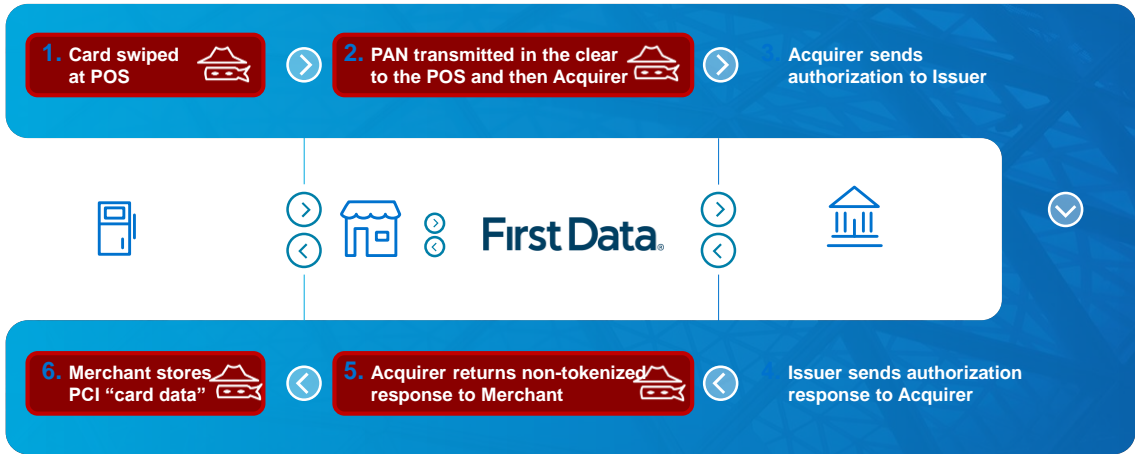 1. Card swiped
at POS
2. PAN transmitted in the clear
to the POS and then Acquirer
3. Acquirer sends
authorization to Issuer
First Data®
6. Merchant stores
PCI “card data”
5. Acquirer returns non-tokenized
response to Merchant
4. Issuer sends authorization
response to Acquirer